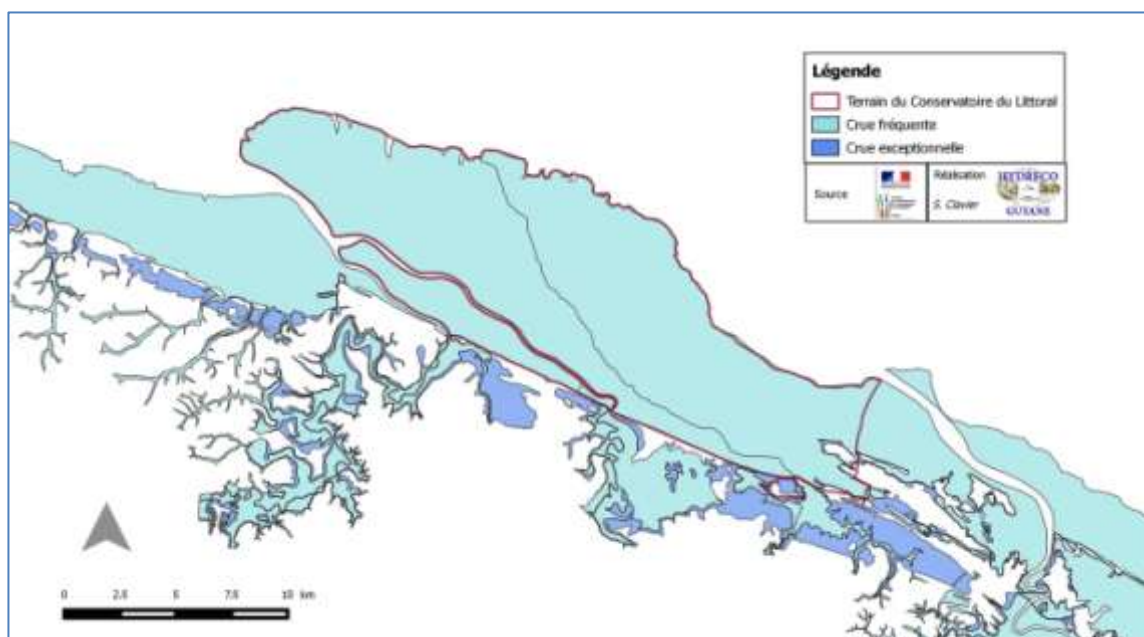 Légende
Terrain du Conservatoire du Littoral
Crue fréquente
Crue exceptionnelle
Source
Réalisation
S. Clavier
HYDRECO
GUYANE
0 2.5 5 7.5 10 km